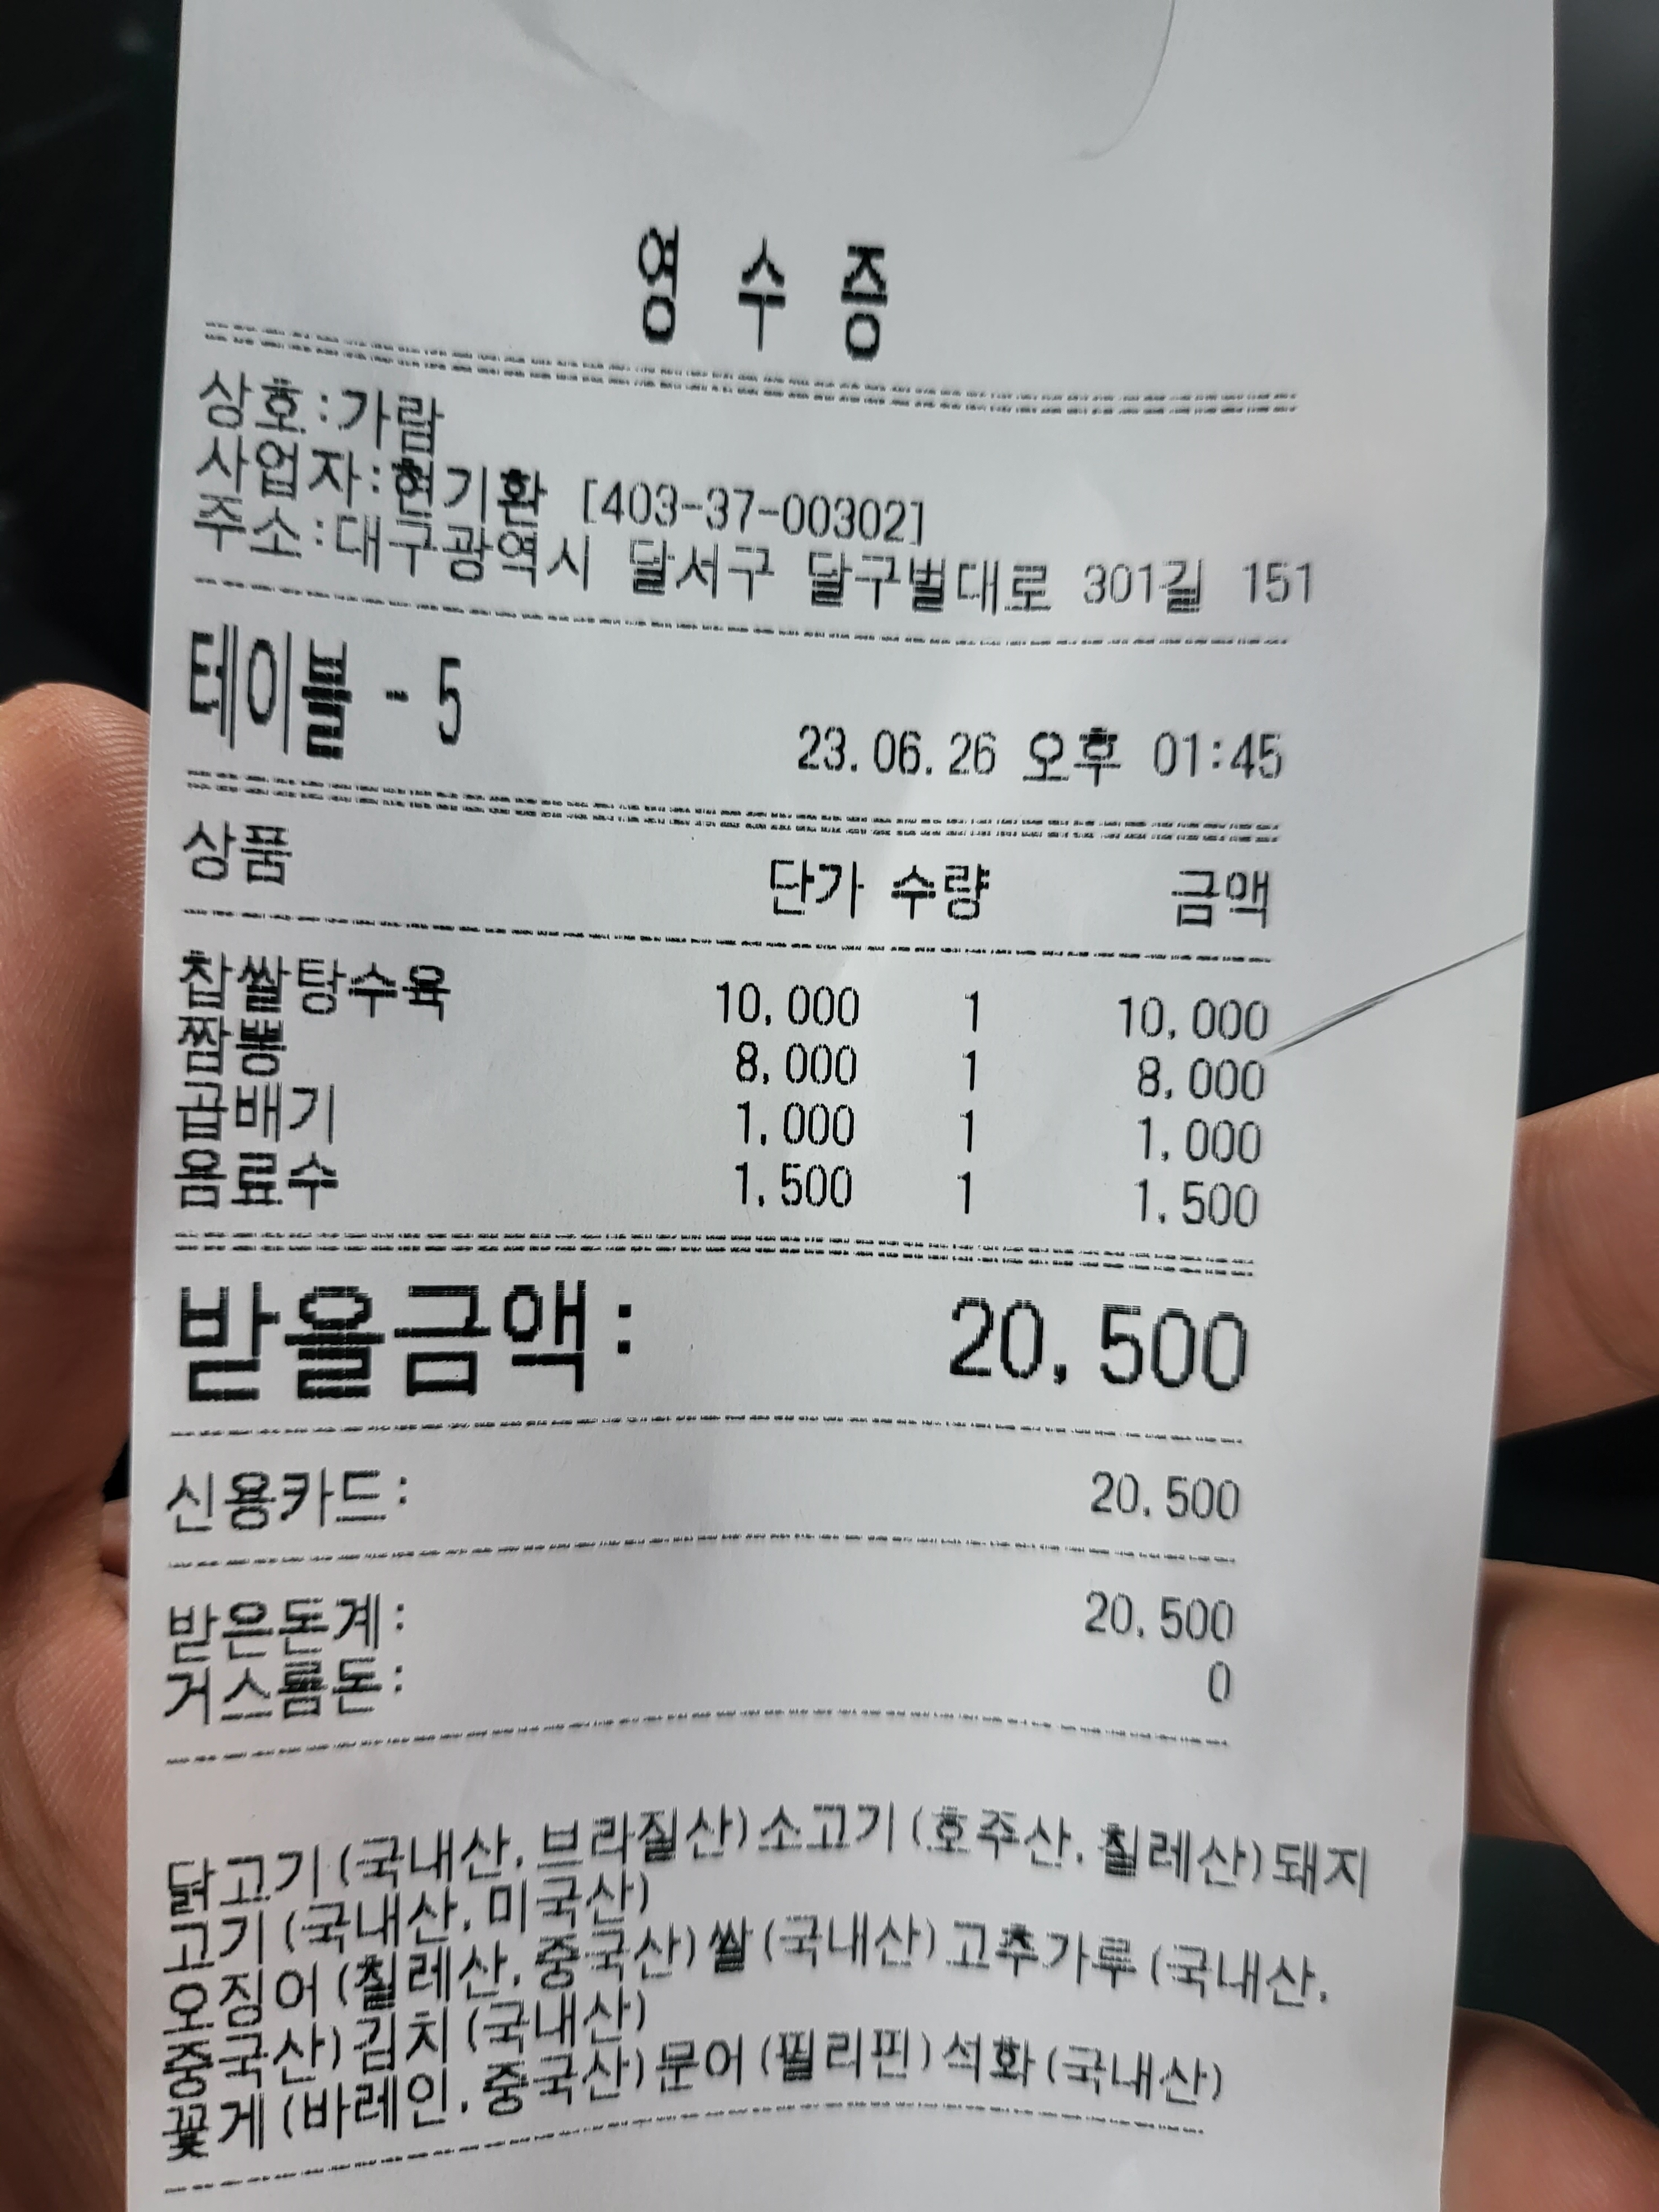 영 수 증
상호:가람
사업자:현기환 [403-37-00302]
주소:대구광역시 달서구 달구벌대로 301길 151
테이블 - 5
23.06.26 오후 01:45
상품 단가 수량 금액
찹쌀탕수육 10,000 1 10,000
짬뽕 8,000 1 8,000
곱배기 1,000 1 1,000
음료수 1,500 1 1,500
받을금액: 20,500
신용카드: 20,500
받은돈계: 20,500
거스름돈: 0
닭고기(국내산,브라질산)소고기(호주산,칠레산)돼지
고기(국내산,미국산)
오징어(칠레산,중국산)쌀(국내산)고추가루(국내산,
중국산)김치(국내산)
꽃게(바레인,중국산)문어(필리핀)석화(국내산)